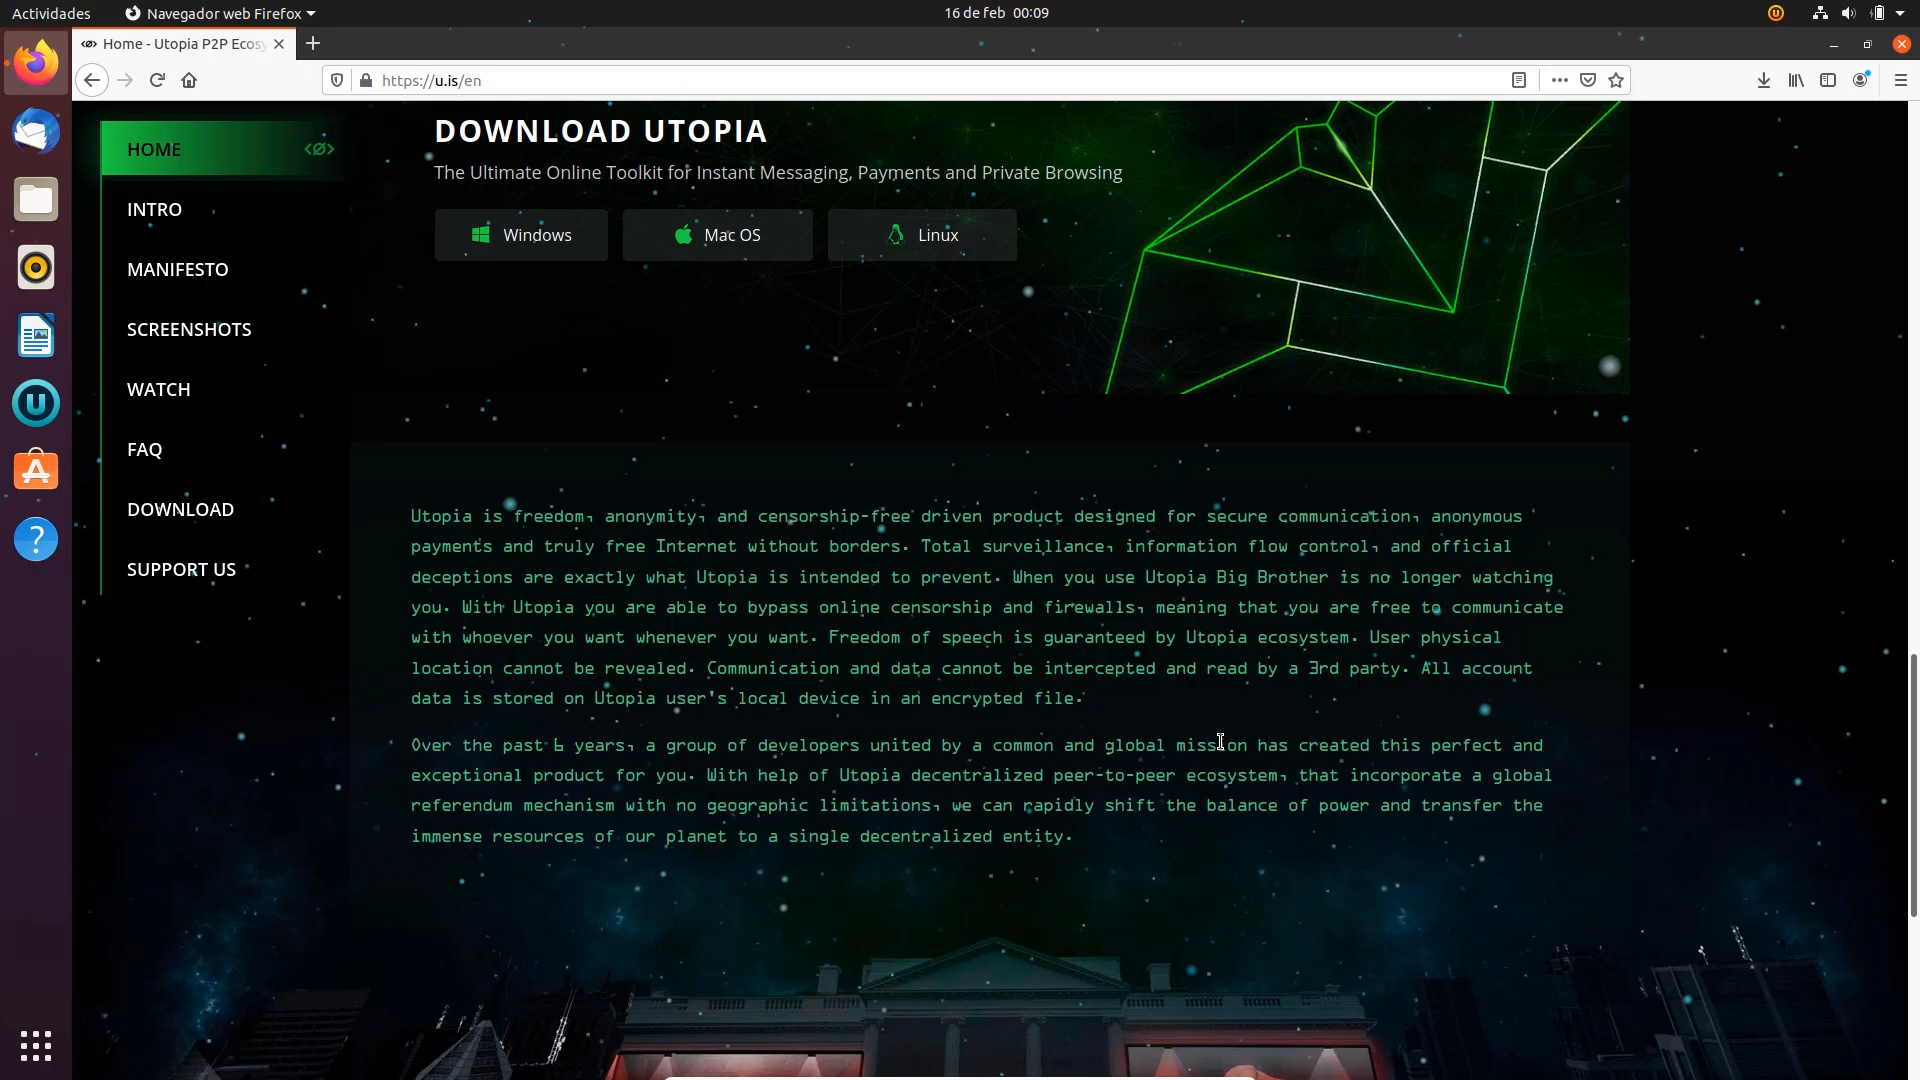 Actividades
Navegador web Firefox
16 de feb 00:09
Home - Utopia P2P Ecosy
https://u.is/en
HOME
INTRO
MANIFESTO
SCREENSHOTS
WATCH
FAQ
DOWNLOAD
SUPPORT US
DOWNLOAD UTOPIA
The Ultimate Online Toolkit for Instant Messaging, Payments and Private Browsing
Windows
Mac OS
Linux
Utopia is freedom, anonymity, and censorship-free driven product designed for secure communication, anonymous
payments and truly free Internet without borders. Total surveillance, information flow control, and official
deceptions are exactly what Utopia is intended to prevent. When you use Utopia Big Brother is no longer watching
you. With Utopia you are able to bypass online censorship and firewalls, meaning that you are free to communicate
with whoever you want whenever you want. Freedom of speech is guaranteed by Utopia ecosystem. User physical
location cannot be revealed. Communication and data cannot be intercepted and read by a 3rd party. All account
data is stored on Utopia user's local device in an encrypted file.
Over the past 6 years, a group of developers united by a common and global mission has created this perfect and
exceptional product for you. With help of Utopia decentralized peer-to-peer ecosystem, that incorporate a global
referendum mechanism with no geographic limitations, we can rapidly shift the balance of power and transfer the
immense resources of our planet to a single decentralized entity.